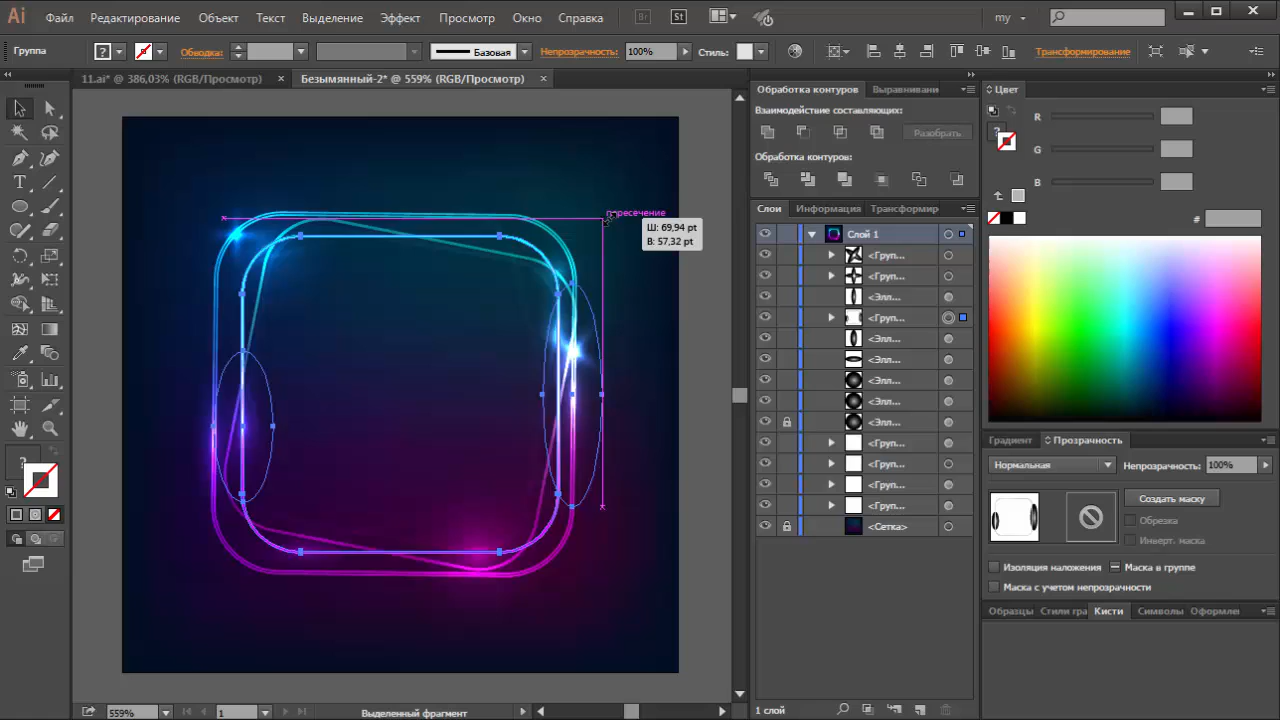 Ai Файл Редактирование Объект Текст Выделение Эффект Просмотр Окно Справка Br St my
Группа ? Обводка: Базовая Непрозрачность: 100% Стиль: Трансформирование
11.ai* @ 386,03% (RGB/Просмотр) × Безымянный-2* @ 559% (RGB/Просмотр) ×
Обработка контуров Выравнивани
Взаимодействие составляющих:
Разобрать
Обработка контуров:
Слои Информация Трансформир
Слой 1
<Груп...
<Груп...
<Элл...
<Груп...
<Элл...
<Элл...
<Элл...
<Элл...
<Элл...
<Груп...
<Груп...
<Груп...
<Груп...
<Сетка>
1 слой
Цвет
R
G
B
#
Градиент Прозрачность
Нормальная Непрозрачность: 100%
Создать маску
Обрезка
Инверт. маска
Изоляция наложения Маска в группе
Маска с учетом непрозрачности
Образцы Стили гра Кисти Символы Оформле
пересечение
Ш: 69,94 pt
В: 57,32 pt
559% 1 Выделенный фрагмент